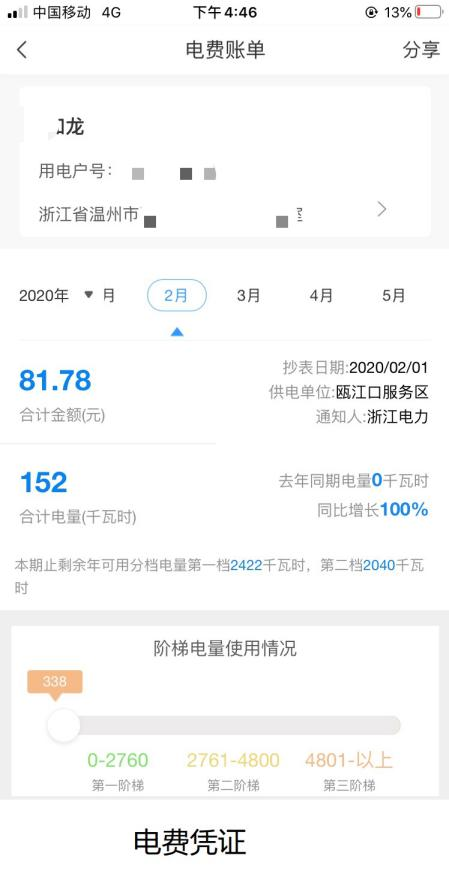 中国移动 4G 下午4:46 13%
电费账单 分享
龙
用电户号：
浙江省温州市
2020年 月 2月 3月 4月 5月
81.78
合计金额(元)
抄表日期:2020/02/01
供电单位:瓯江口服务区
通知人:浙江电力
152
合计电量(千瓦时)
去年同期电量0千瓦时
同比增长100%
本期止剩余年可用分档电量第一档2422千瓦时，第二档2040千瓦
时
阶梯电量使用情况
338
0-2760 2761-4800 4801-以上
第一阶梯 第二阶梯 第三阶梯
电费凭证